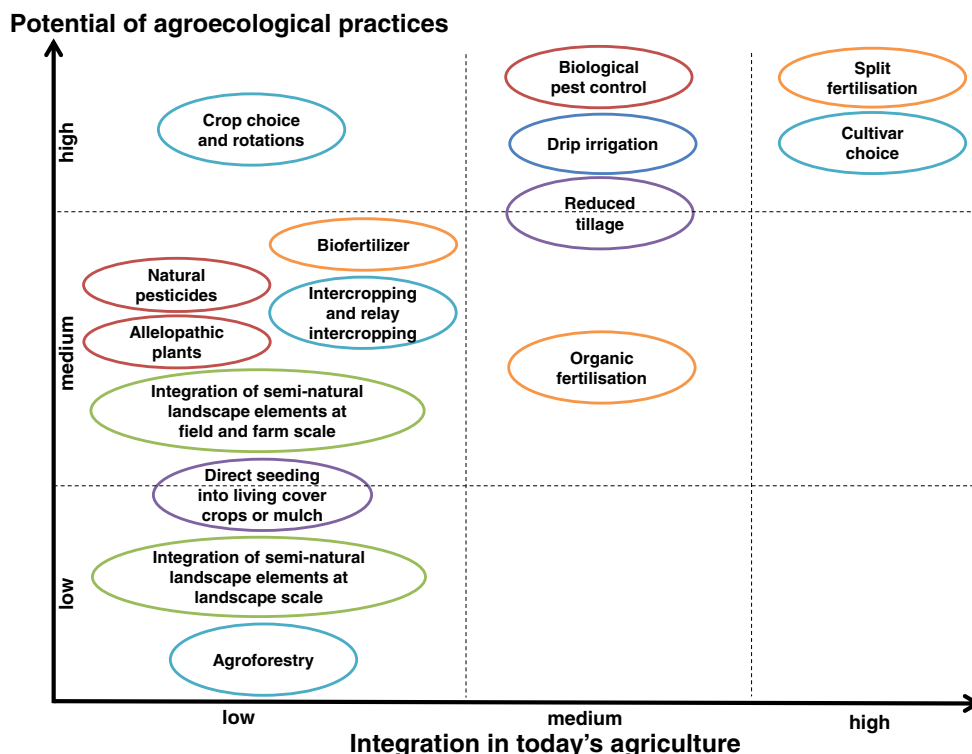 Potential of agroecological practices
high
Crop choice
and rotations
Biological
pest control
Split
fertilisation
Drip irrigation
Cultivar
choice
Reduced
tillage
medium
Biofertilizer
Natural
pesticides
Intercropping
and relay
intercropping
Allelopathic
plants
Organic
fertilisation
Integration of semi-natural
landscape elements at
field and farm scale
Direct seeding
into living cover
crops or mulch
low
Integration of semi-natural
landscape elements at
landscape scale
Agroforestry
low
medium
high
Integration in today's agriculture